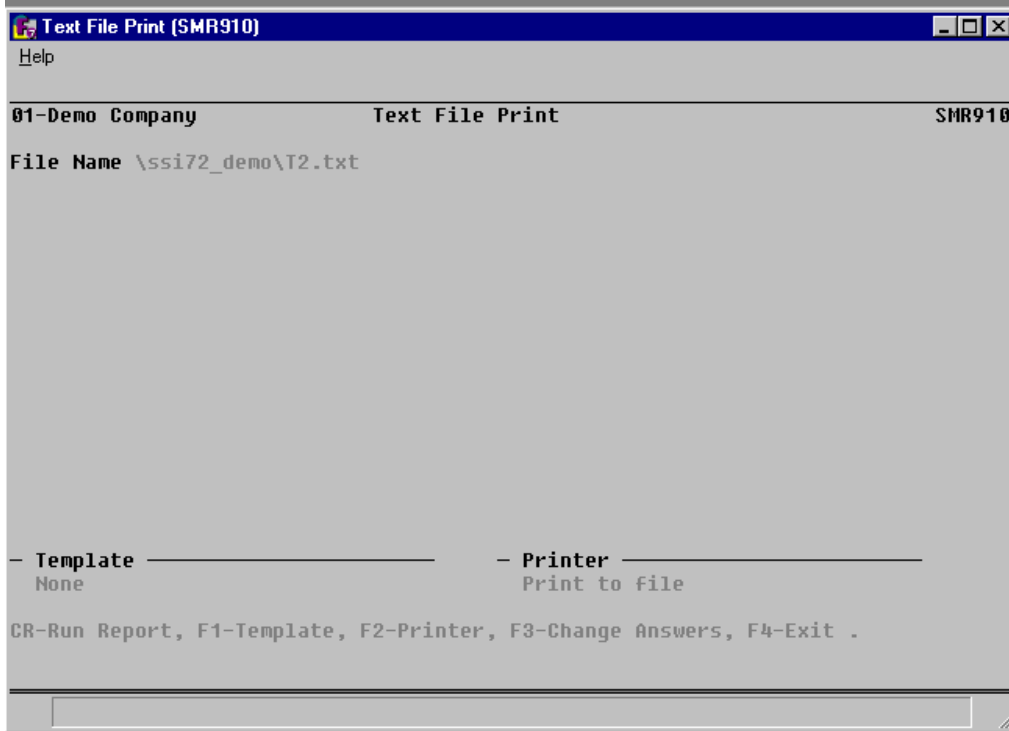 Text File Print (SMR910)
Help
01-Demo Company Text File Print SMR910
File Name \ssi72_demo\T2.txt
Template Printer
None Print to file
CR-Run Report, F1-Template, F2-Printer, F3-Change Answers, F4-Exit .